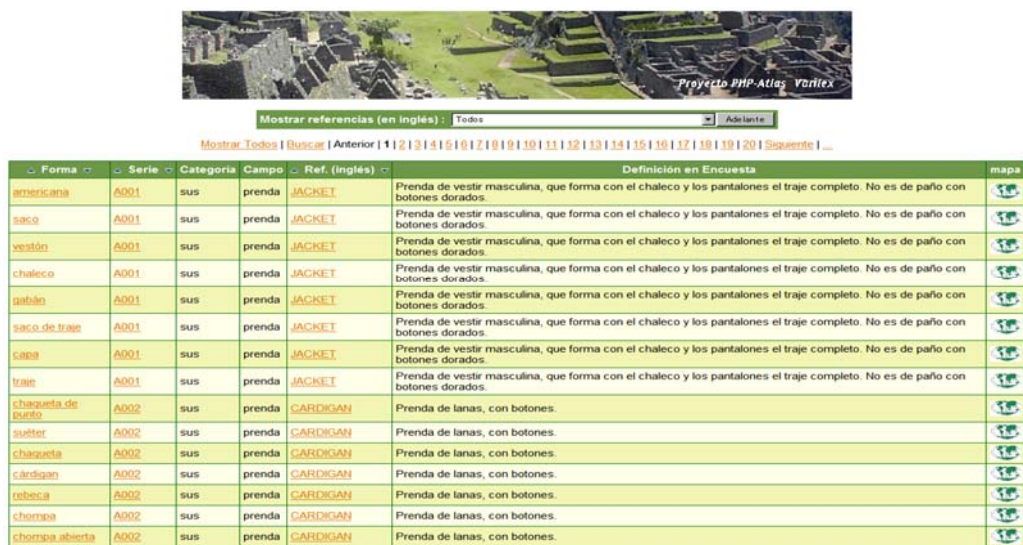 Proyecto PHP-Atlas Varilex
Mostrar referencias (en inglés) : Todos Adelante
Mostrar Todos | Buscar | Anterior | 1 | 2 | 3 | 4 | 5 | 6 | 7 | 8 | 9 | 10 | 11 | 12 | 13 | 14 | 15 | 16 | 17 | 18 | 19 | 20 | Siguiente | ...
Forma Serie Categoria Campo Ref. (inglés) Definición en Encuesta mapa
americana A001 sus prenda JACKET Prenda de vestir masculina, que forma con el chaleco y los pantalones el traje completo. No es de paño con
botones dorados.
saco A001 sus prenda JACKET Prenda de vestir masculina, que forma con el chaleco y los pantalones el traje completo. No es de paño con
botones dorados.
vestón A001 sus prenda JACKET Prenda de vestir masculina, que forma con el chaleco y los pantalones el traje completo. No es de paño con
botones dorados.
chaleco A001 sus prenda JACKET Prenda de vestir masculina, que forma con el chaleco y los pantalones el traje completo. No es de paño con
botones dorados.
gabán A001 sus prenda JACKET Prenda de vestir masculina, que forma con el chaleco y los pantalones el traje completo. No es de paño con
botones dorados.
saco de traje A001 sus prenda JACKET Prenda de vestir masculina, que forma con el chaleco y los pantalones el traje completo. No es de paño con
botones dorados.
capa A001 sus prenda JACKET Prenda de vestir masculina, que forma con el chaleco y los pantalones el traje completo. No es de paño con
botones dorados.
traje A001 sus prenda JACKET Prenda de vestir masculina, que forma con el chaleco y los pantalones el traje completo. No es de paño con
botones dorados.
chaqueta de
punto A002 sus prenda CARDIGAN Prenda de lanas, con botones.
suéter A002 sus prenda CARDIGAN Prenda de lanas, con botones.
chaqueta A002 sus prenda CARDIGAN Prenda de lanas, con botones.
cárdigan A002 sus prenda CARDIGAN Prenda de lanas, con botones.
rebeca A002 sus prenda CARDIGAN Prenda de lanas, con botones.
chompa A002 sus prenda CARDIGAN Prenda de lanas, con botones.
chompa abierta A002 sus prenda CARDIGAN Prenda de lanas, con botones.